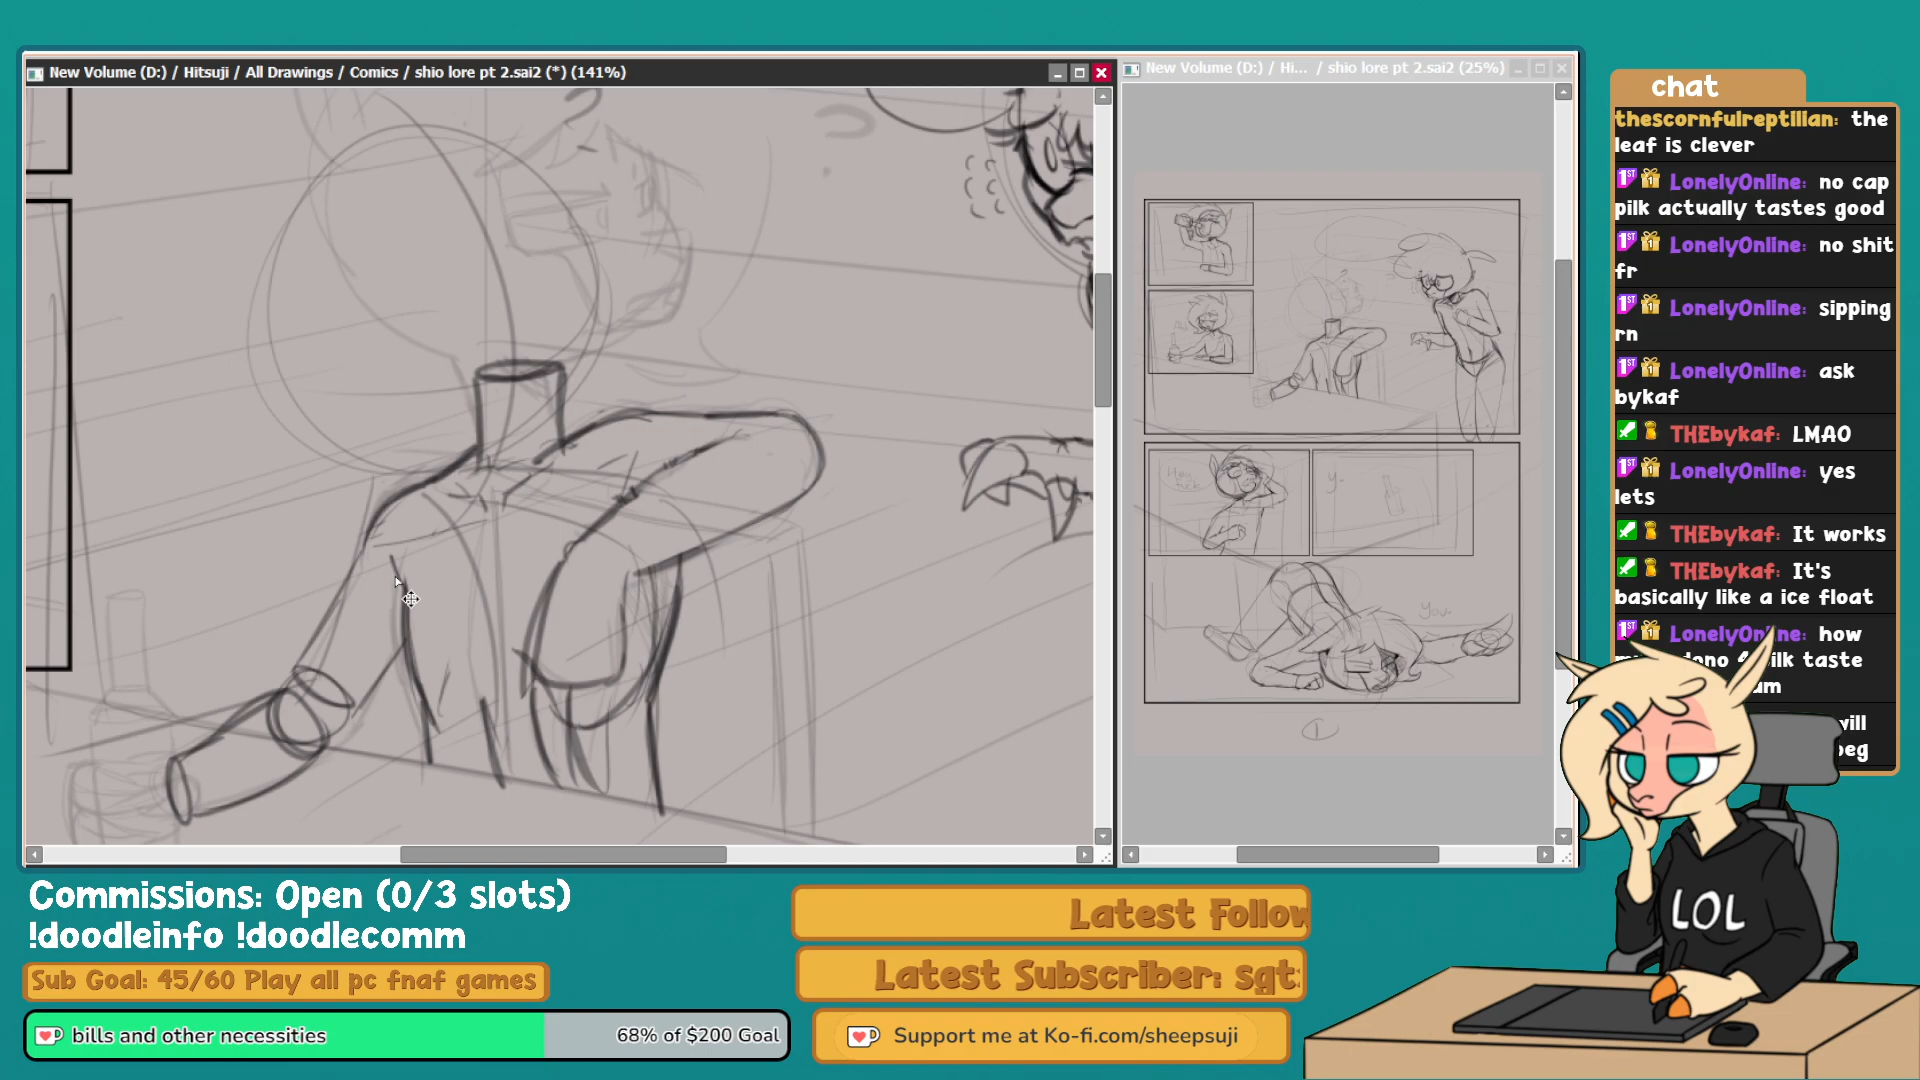 New Volume (D:) / Hitsuji / All Drawings / Comics / shio lore pt 2.sai2 (*) (141%)
New Volume (D:) / Hi... / shio lore pt 2.sai2 (25%)
chat
thescornfulreptilian: the
leaf is clever
LonelyOnline: no cap
pilk actually tastes good
LonelyOnline: no shit
fr
LonelyOnline: sipping
rn
LonelyOnline: ask
bykaf
THEbykaf: LMAO
LonelyOnline: yes
lets
THEbykaf: It works
THEbykaf: It's
basically like a ice float
LonelyOnline: how
taste
will
LOL
You.
Commissions: Open (0/3 slots)
!doodleinfo !doodlecomm
Sub Goal: 45/60 Play all pc fnaf games
bills and other necessities 68% of $200 Goal
Latest Follow
Latest Subscriber: sgt
Support me at Ko-fi.com/sheepsuji